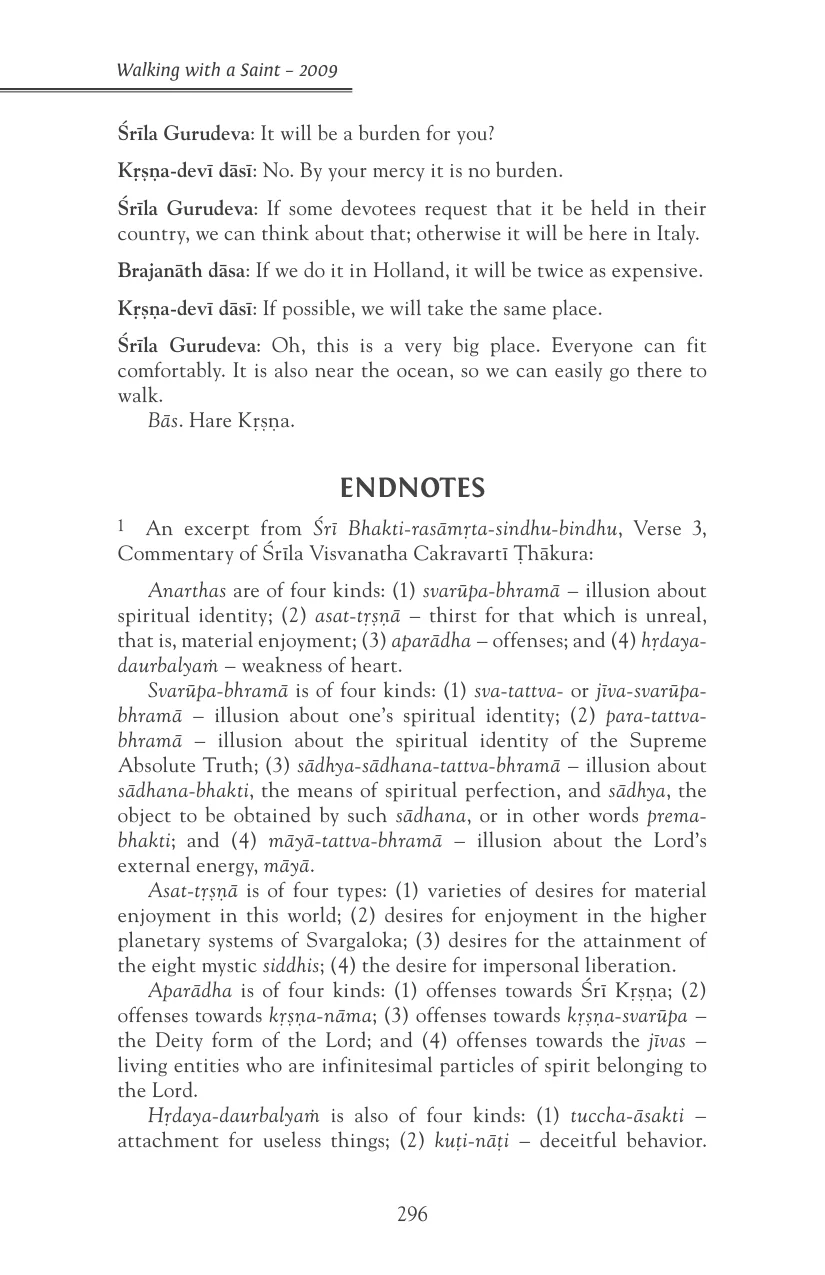 Walking with a Saint – 2009
Śrīla Gurudeva: It will be a burden for you?
Kṛṣṇa-devī dāsī: No. By your mercy it is no burden.
Śrīla Gurudeva: If some devotees request that it be held in their
country, we can think about that; otherwise it will be here in Italy.
Brajanāth dāsa: If we do it in Holland, it will be twice as expensive.
Kṛṣṇa-devī dāsī: If possible, we will take the same place.
Śrīla Gurudeva: Oh, this is a very big place. Everyone can fit
comfortably. It is also near the ocean, so we can easily go there to
walk.
Bās. Hare Kṛṣṇa.
ENDNOTES
1 An excerpt from Śrī Bhakti-rasāmṛta-sindhu-bindhu, Verse 3,
Commentary of Śrīla Visvanatha Cakravartī Ṭhākura:
Anarthas are of four kinds: (1) svarūpa-bhramā – illusion about
spiritual identity; (2) asat-tṛṣṇā – thirst for that which is unreal,
that is, material enjoyment; (3) aparādha – offenses; and (4) hṛdaya-
daurbalyaṁ – weakness of heart.
Svarūpa-bhramā is of four kinds: (1) sva-tattva- or jīva-svarūpa-
bhramā – illusion about one's spiritual identity; (2) para-tattva-
bhramā – illusion about the spiritual identity of the Supreme
Absolute Truth; (3) sādhya-sādhana-tattva-bhramā – illusion about
sādhana-bhakti, the means of spiritual perfection, and sādhya, the
object to be obtained by such sādhana, or in other words prema-
bhakti; and (4) māyā-tattva-bhramā – illusion about the Lord's
external energy, māyā.
Asat-tṛṣṇā is of four types: (1) varieties of desires for material
enjoyment in this world; (2) desires for enjoyment in the higher
planetary systems of Svargaloka; (3) desires for the attainment of
the eight mystic siddhis; (4) the desire for impersonal liberation.
Aparādha is of four kinds: (1) offenses towards Śrī Kṛṣṇa; (2)
offenses towards kṛṣṇa-nāma; (3) offenses towards kṛṣṇa-svarūpa –
the Deity form of the Lord; and (4) offenses towards the jīvas –
living entities who are infinitesimal particles of spirit belonging to
the Lord.
Hṛdaya-daurbalyaṁ is also of four kinds: (1) tuccha-āsakti –
attachment for useless things; (2) kuṭi-nāṭi – deceitful behavior.
296